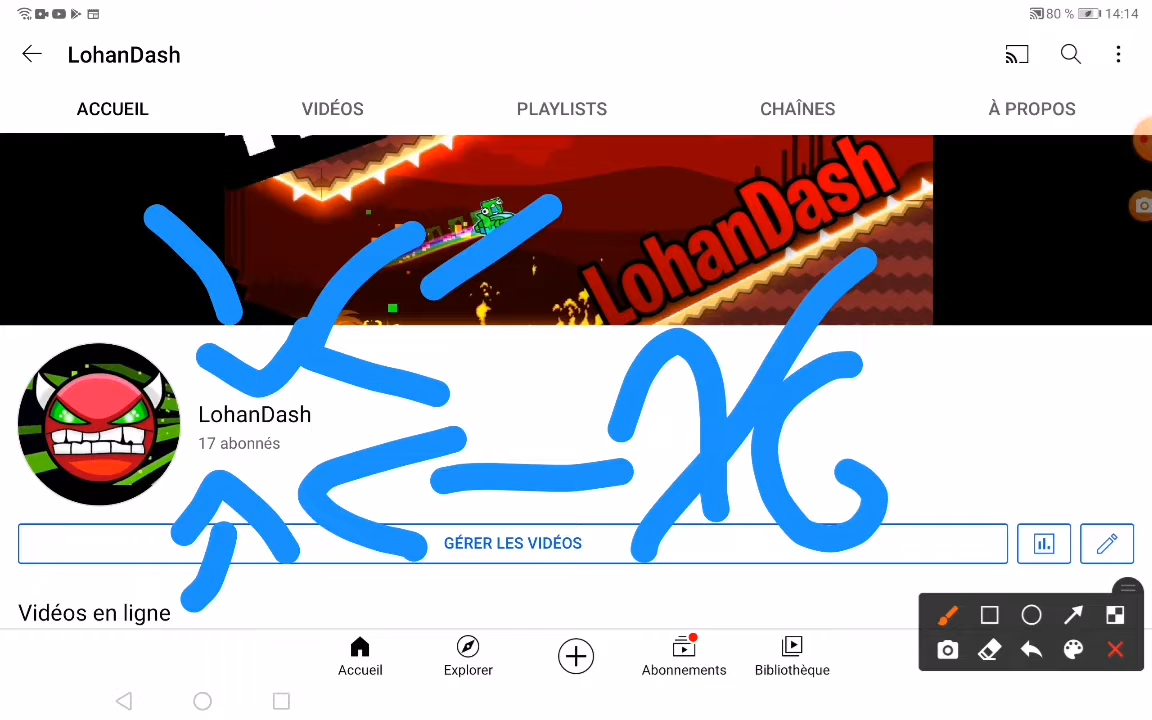 80 % 14:14
LohanDash
ACCUEIL VIDÉOS PLAYLISTS CHAÎNES À PROPOS
LohanDash
LohanDash
17 abonnés
GÉRER LES VIDÉOS
Vidéos en ligne
Accueil Explorer Abonnements Bibliothèque